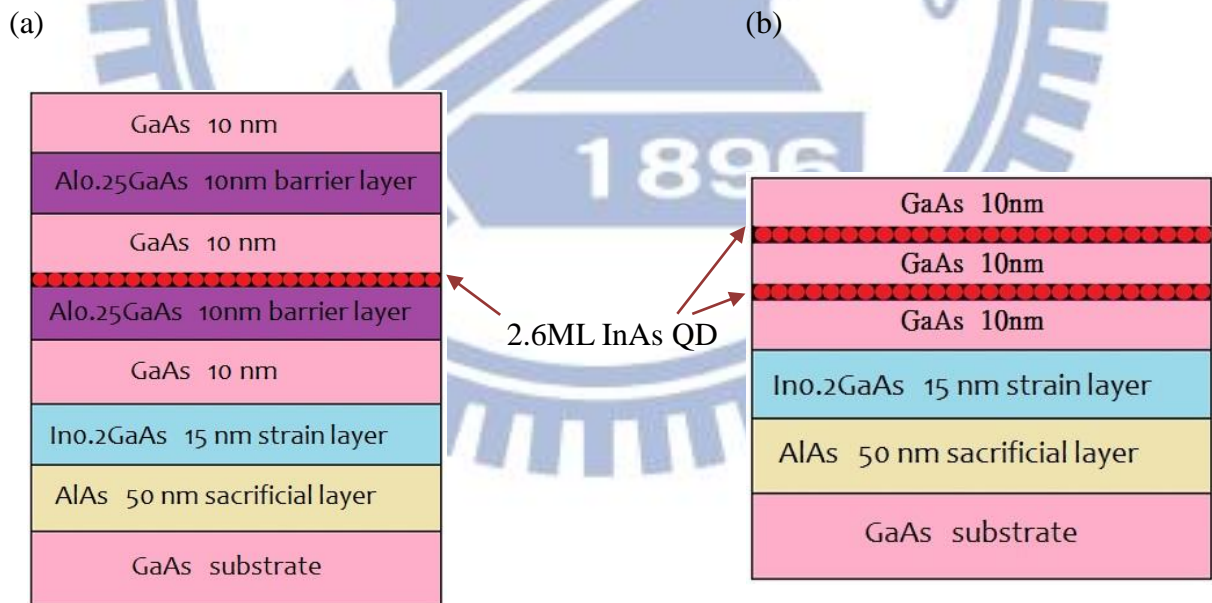 (a)
(b)
1896
GaAs 10 nm
Al0.25GaAs 10nm barrier layer
GaAs 10 nm
Al0.25GaAs 10nm barrier layer
GaAs 10 nm
In0.2GaAs 15 nm strain layer
AlAs 50 nm sacrificial layer
GaAs substrate
2.6ML InAs QD
GaAs 10nm
GaAs 10nm
GaAs 10nm
In0.2GaAs 15 nm strain layer
AlAs 50 nm sacrificial layer
GaAs substrate